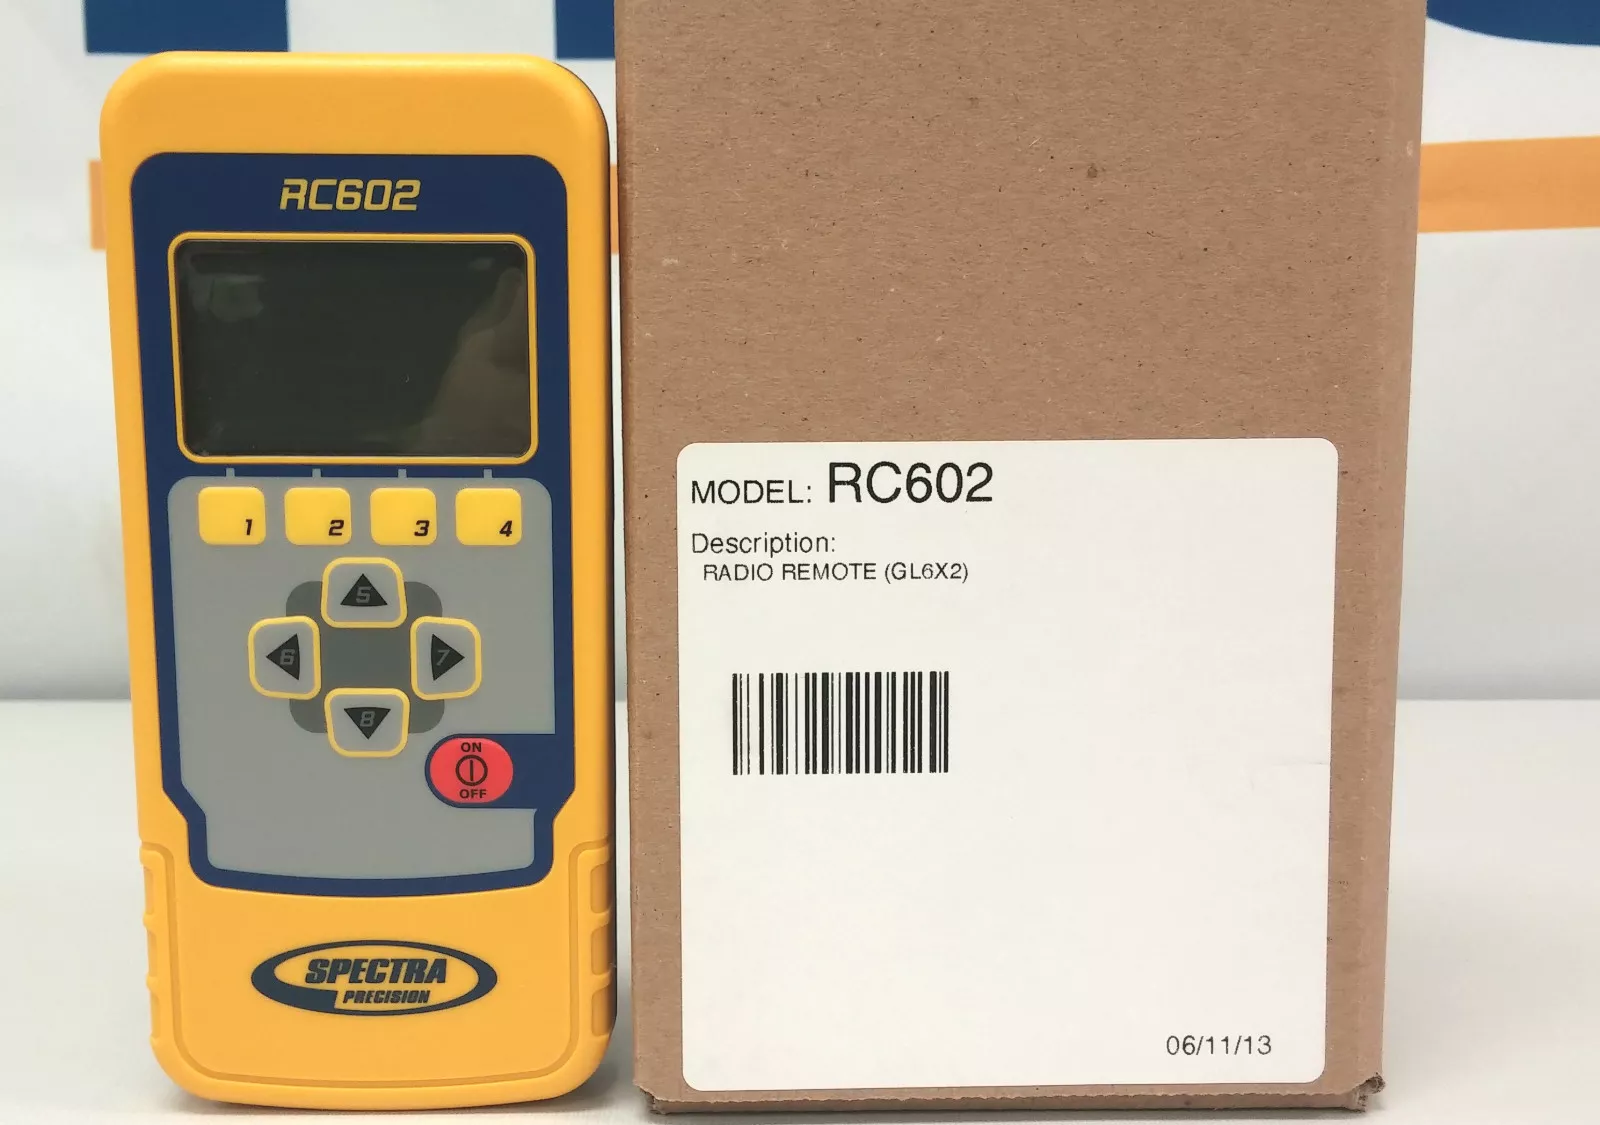 RC602
1 2 3 4
5
6 7
8
ON
OFF
SPECTRA
PRECISION
MODEL: RC602
Description:
RADIO REMOTE (GL6X2)
06/11/13